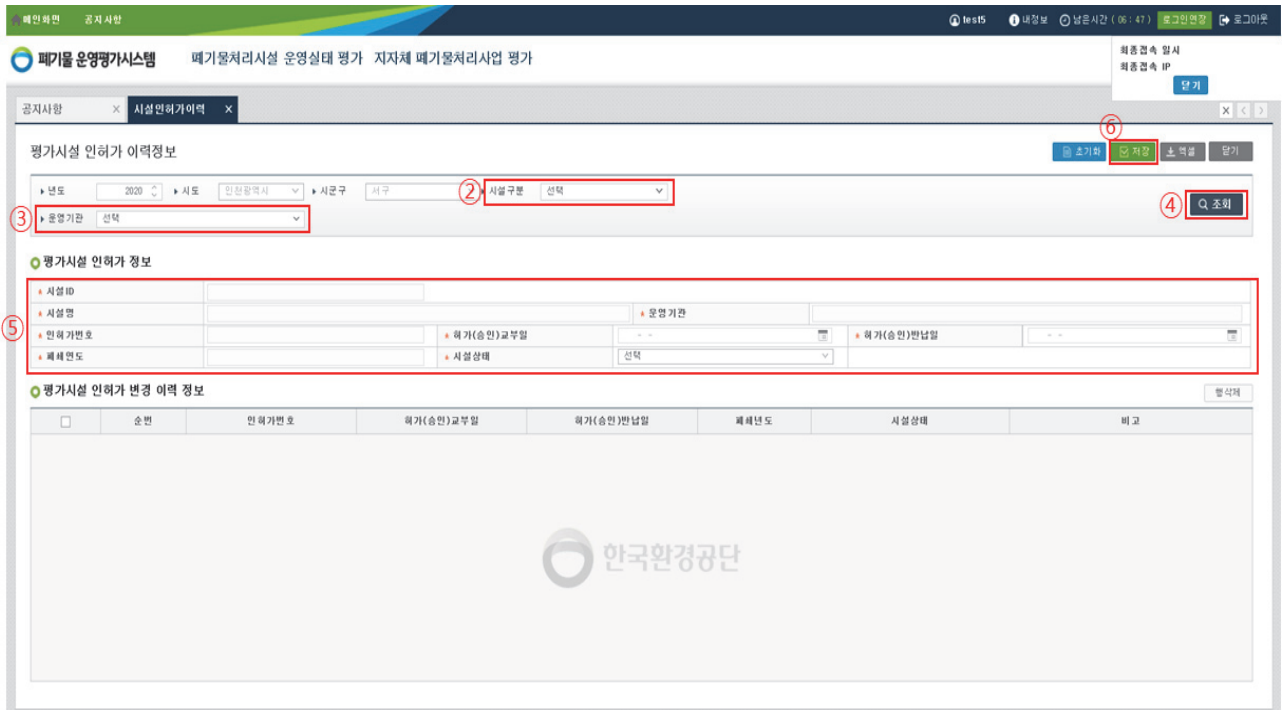 메인화면 공지사항 test5 내정보 남은시간 ( 06 : 47 ) 로그인연장 로그아웃
폐기물 운영평가시스템 폐기물처리시설 운영실태 평가 지자체 폐기물처리사업 평가
최종접속 일시
최종접속 IP
닫기
공지사항 × 시설인허가이력 × X < >
⑥
평가시설 인허가 이력정보 초기화 저장 엑셀 닫기
년도 2020 시도 인천광역시 시군구 서구 ② 시설구분 선택
③ 운영기관 선택 ④ 조회
평가시설 인허가 정보
* 시설ID
* 시설명 * 운영기관
⑤ * 인허가번호 * 허가(승인)교부일 - - * 허가(승인)반납일 - -
* 폐쇄연도 * 시설상태 선택
평가시설 인허가 변경 이력 정보 행삭제
순번 인허가번호 허가(승인)교부일 허가(승인)반납일 폐쇄년도 시설상태 비고
한국환경공단